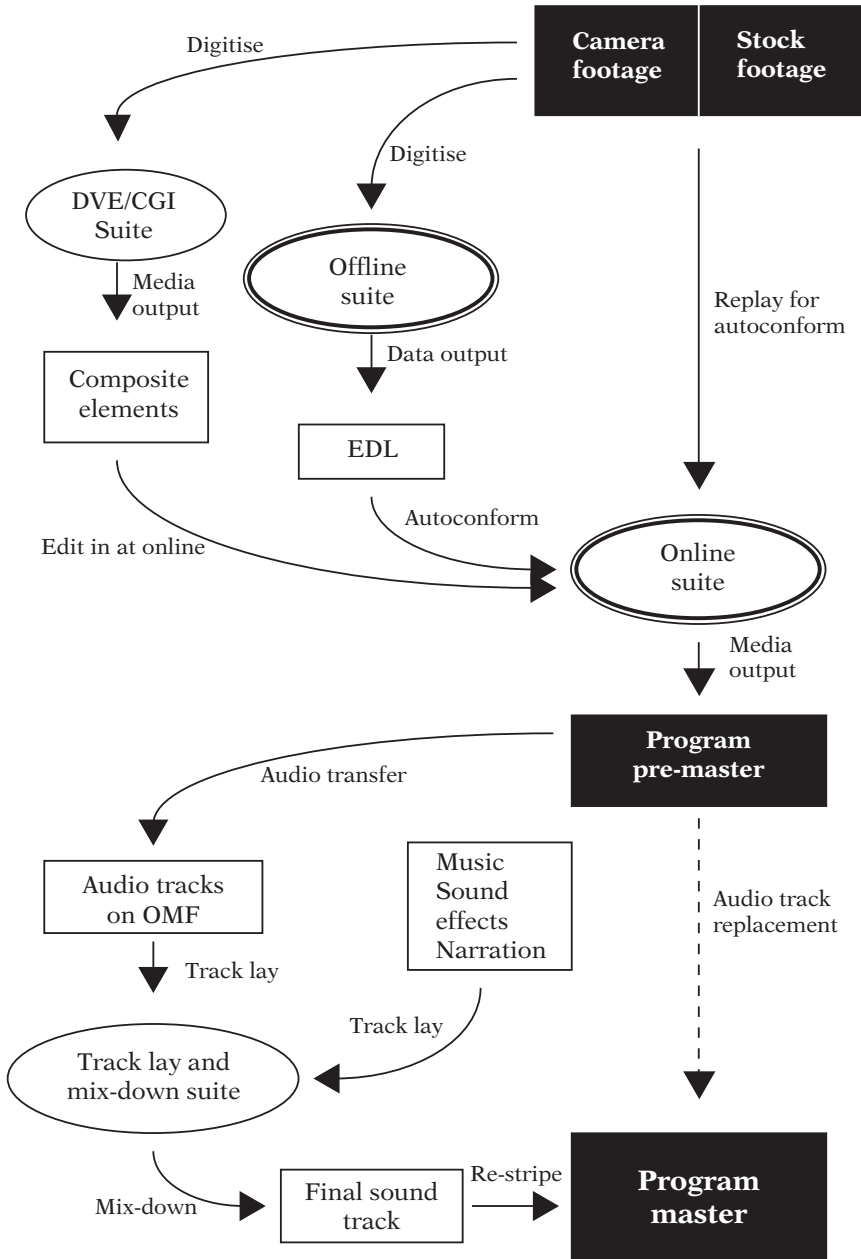 Digitise
Camera
footage
Stock
footage
Digitise
DVE/CGI
Suite
Offline
suite
Media
output
Replay for
autoconform
Data output
Composite
elements
EDL
Autoconform
Edit in at online
Online
suite
Media
output
Program
pre-master
Audio transfer
Music
Sound
effects
Narration
Audio tracks
on OMF
Audio track
replacement
Track lay
Track lay
Track lay and
mix-down suite
Re-stripe
Mix-down
Final sound
track
Program
master